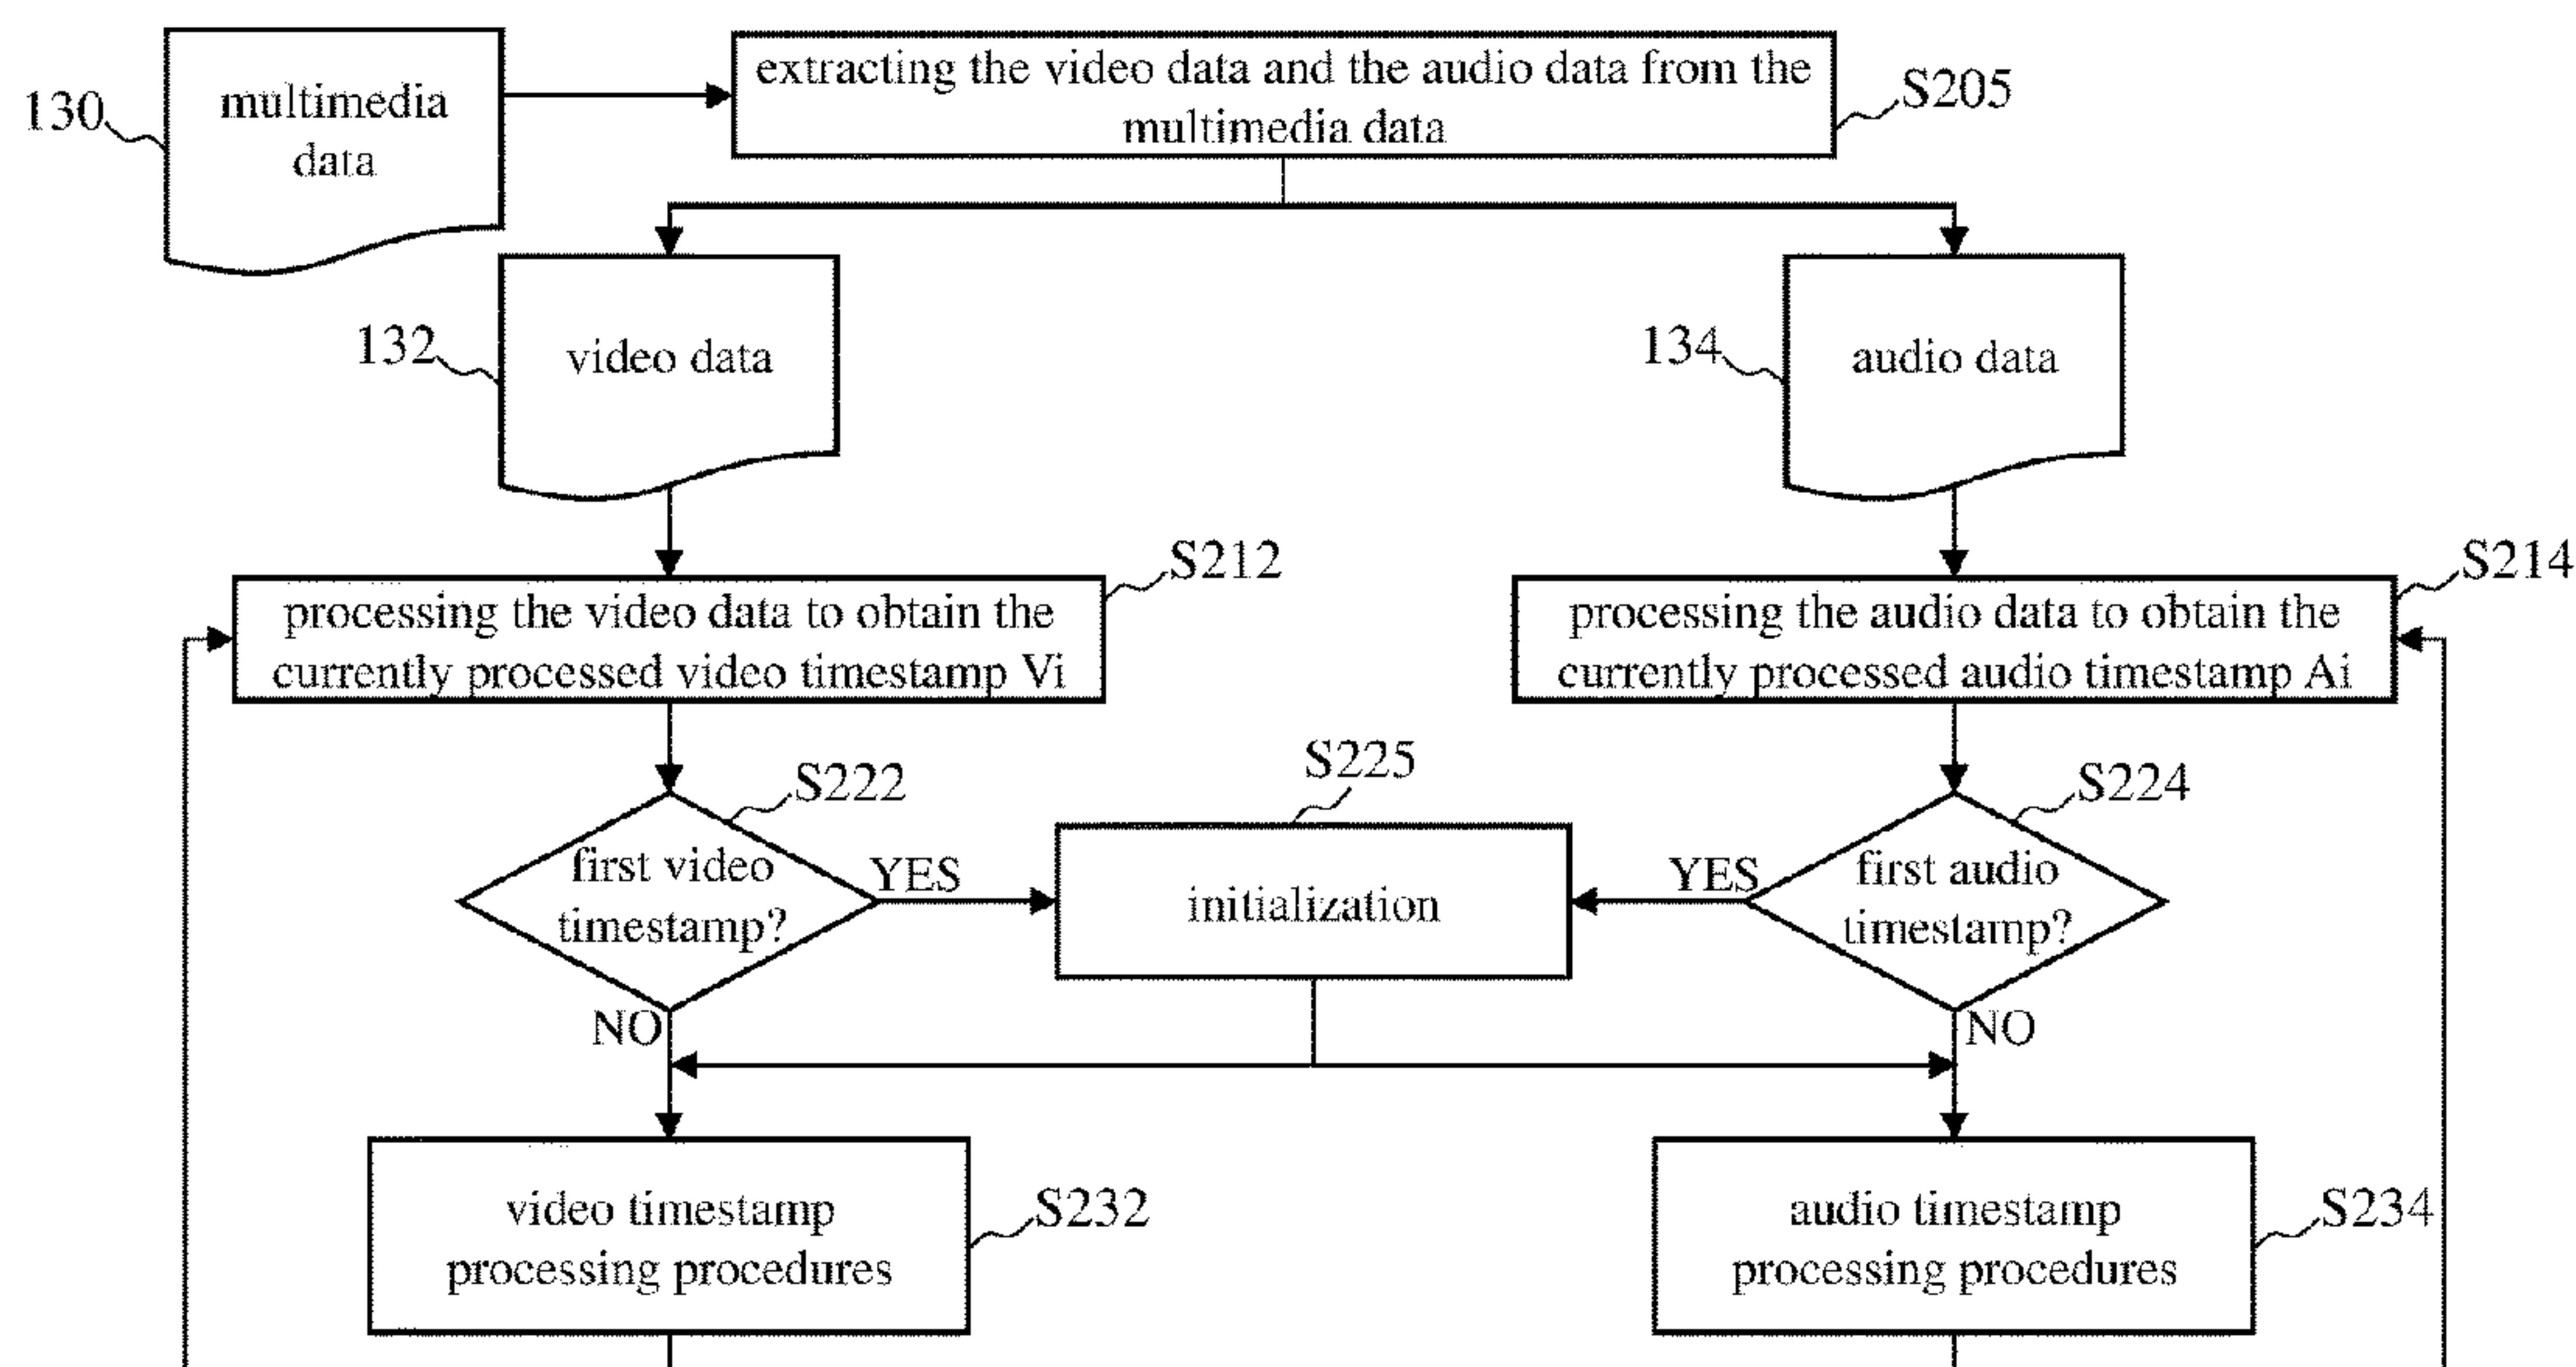 130
multimedia
data
extracting the video data and the audio data from the
multimedia data
S205
132
video data
134
audio data
S212
processing the video data to obtain the
currently processed video timestamp Vi
S214
processing the audio data to obtain the
currently processed audio timestamp Ai
S222
first video
timestamp?
YES
NO
S225
initialization
S224
first audio
timestamp?
YES
NO
video timestamp
processing procedures
S232
audio timestamp
processing procedures
S234